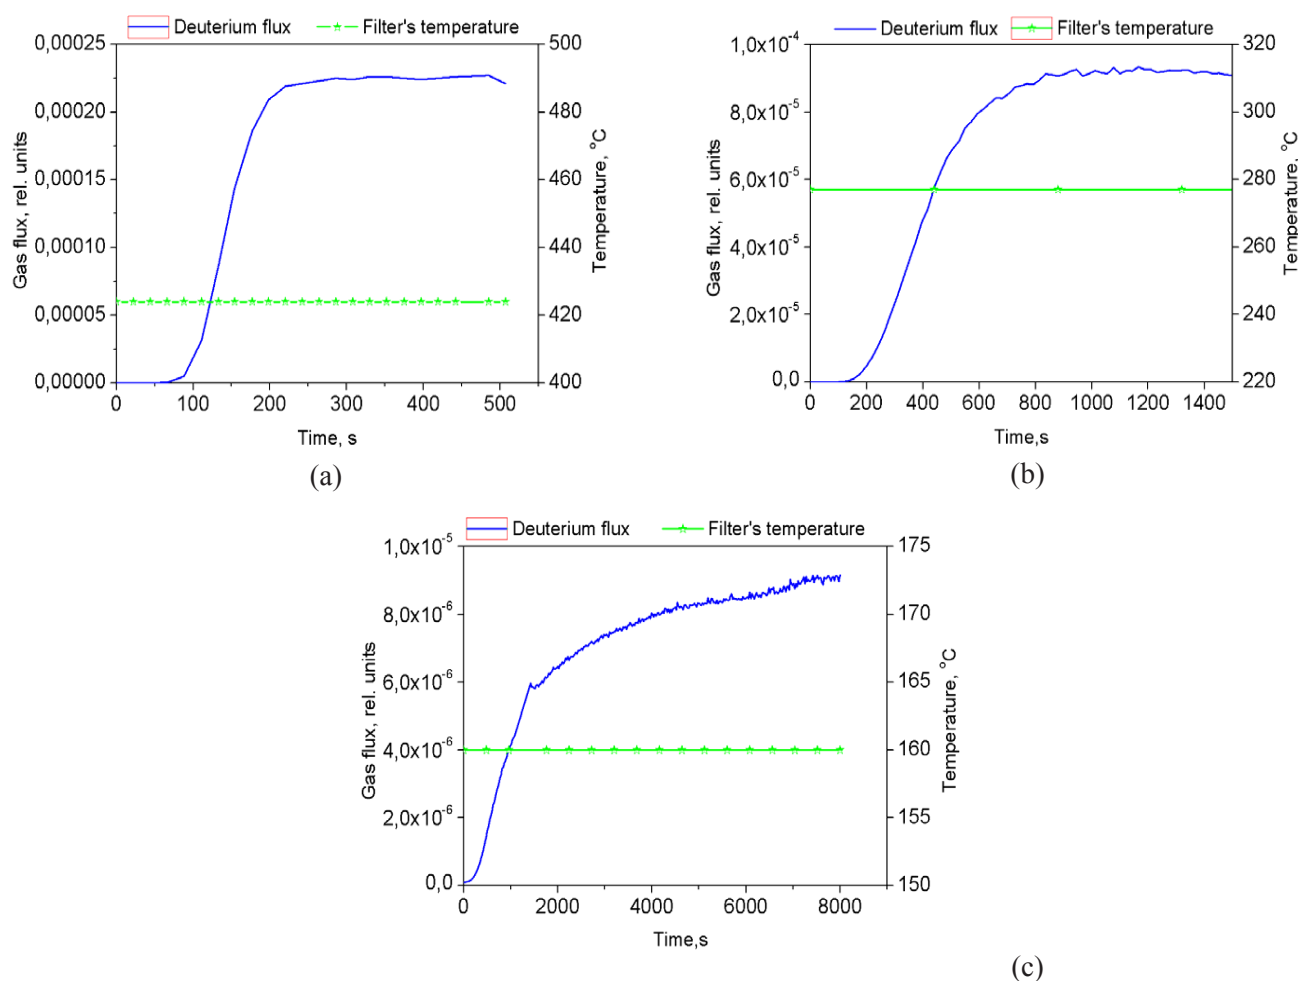 Deuterium flux
Filter's temperature
0,00025
0,00020
0,00015
0,00010
0,00005
0,00000
Gas flux, rel. units
500
480
460
440
420
400
Temperature, °C
0 100 200 300 400 500
Time, s
(a)
Deuterium flux
Filter's temperature
1,0x10⁻⁴
8,0x10⁻⁵
6,0x10⁻⁵
4,0x10⁻⁵
2,0x10⁻⁵
0,0
Gas flux, rel. units
320
300
280
260
240
220
Temperature, °C
0 200 400 600 800 1000 1200 1400
Time,s
(b)
Deuterium flux
Filter's temperature
1,0x10⁻⁵
8,0x10⁻⁶
6,0x10⁻⁶
4,0x10⁻⁶
2,0x10⁻⁶
0,0
Gas flux, rel. units
175
170
165
160
155
150
Temperature, °C
0 2000 4000 6000 8000
Time,s
(c)